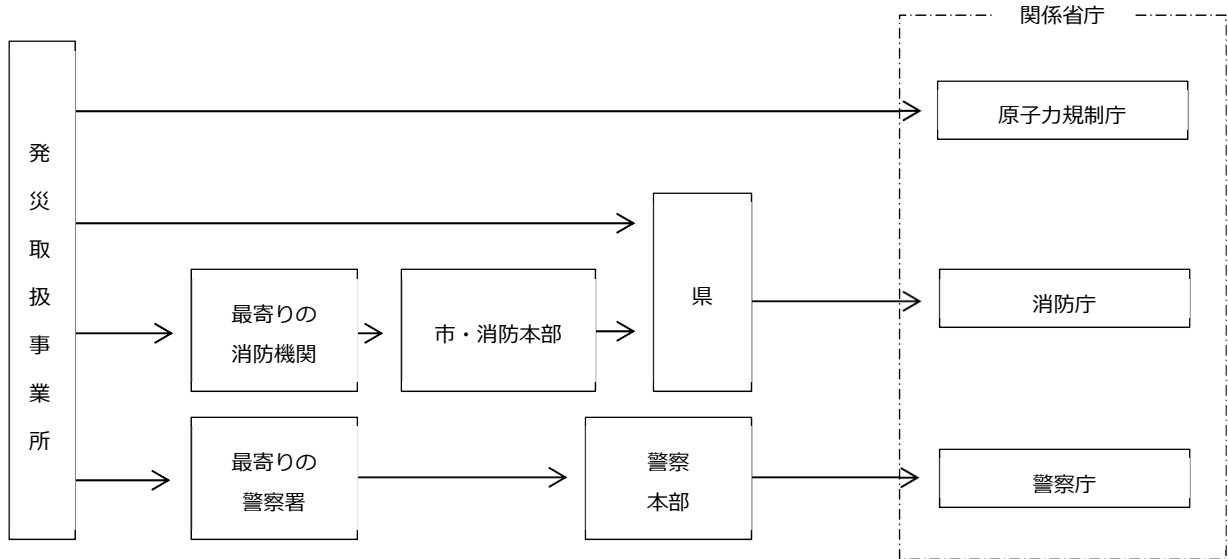 関係省庁
発災取扱事業所
原子力規制庁
県
最寄りの
消防機関
市・消防本部
消防庁
最寄りの
警察署
警察
本部
警察庁